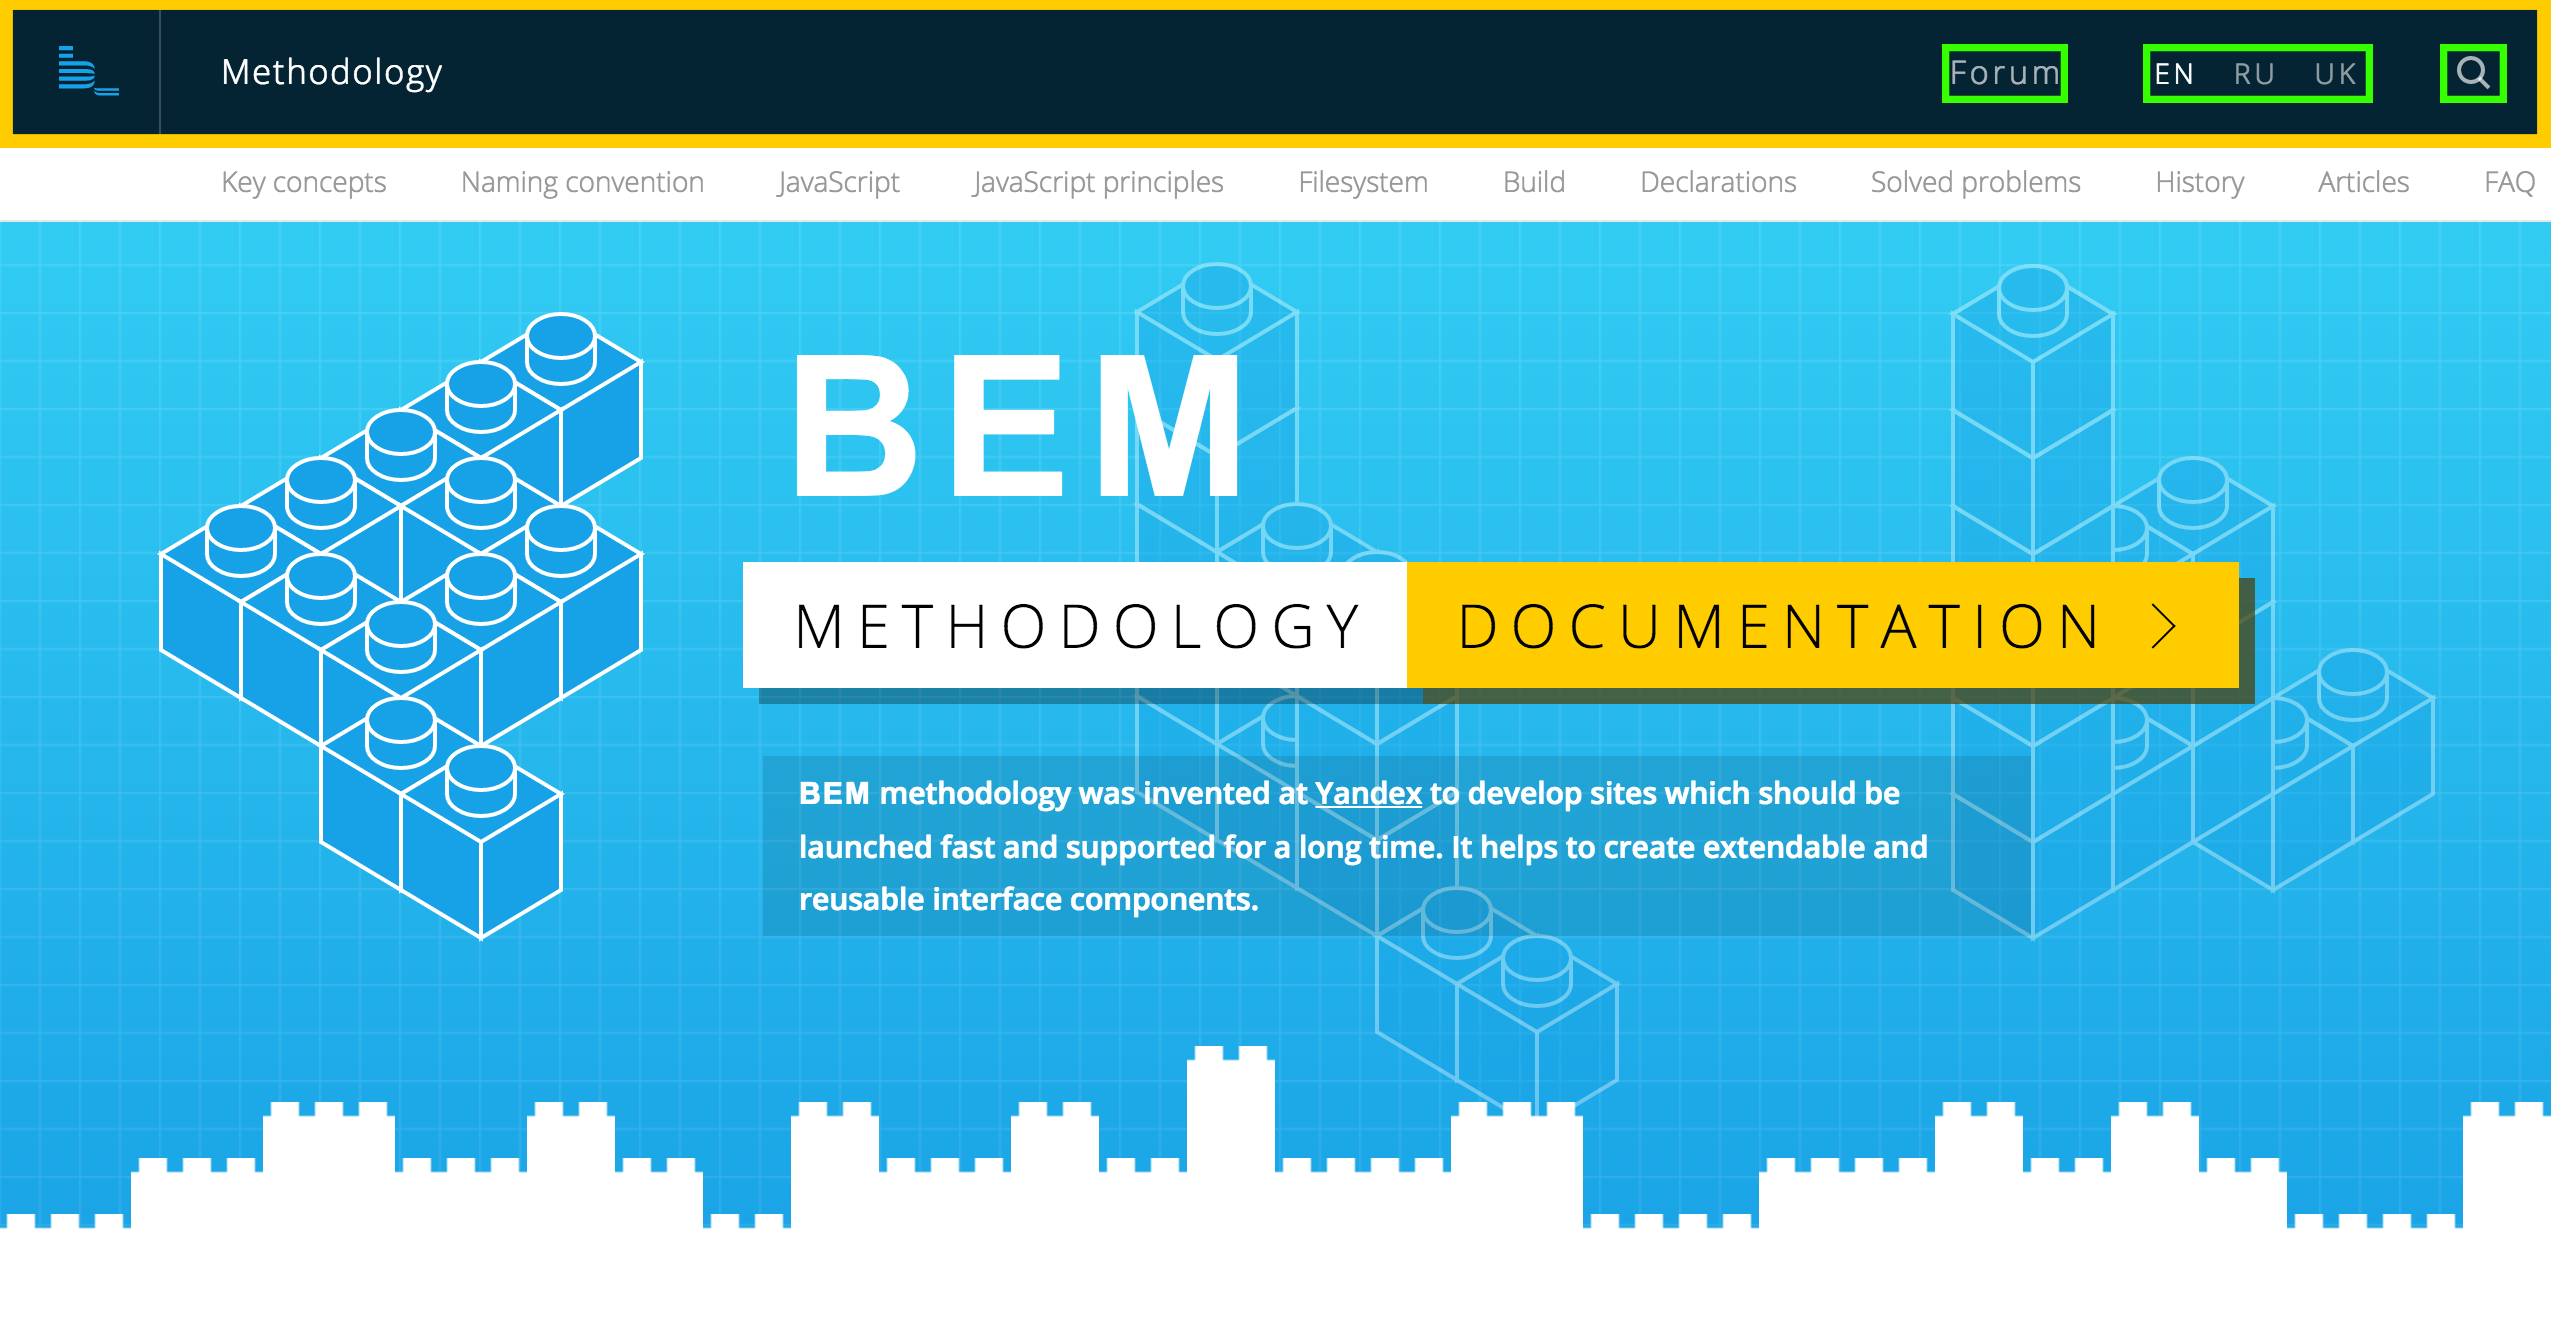 Methodology Forum EN RU UK
Key concepts Naming convention JavaScript JavaScript principles Filesystem Build Declarations Solved problems History Articles FAQ
BEM
METHODOLOGY DOCUMENTATION >
BEM methodology was invented at Yandex to develop sites which should be
launched fast and supported for a long time. It helps to create extendable and
reusable interface components.